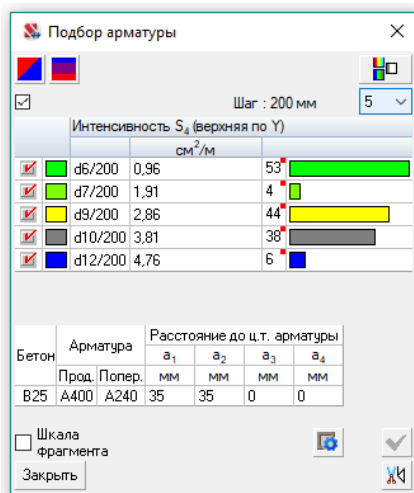 Подбор арматуры
Шаг : 200 мм 5
Интенсивность S4 (верхняя по Y)
см2/м
d6/200 0,96 53
d7/200 1,91 4
d9/200 2,86 44
d10/200 3,81 38
d12/200 4,76 6
Бетон Арматура Расстояние до ц.т. арматуры
a1 a2 a3 a4
Прод. Попер. мм мм мм мм
B25 A400 A240 35 35 0 0
Шкала
фрагмента
Закрыть